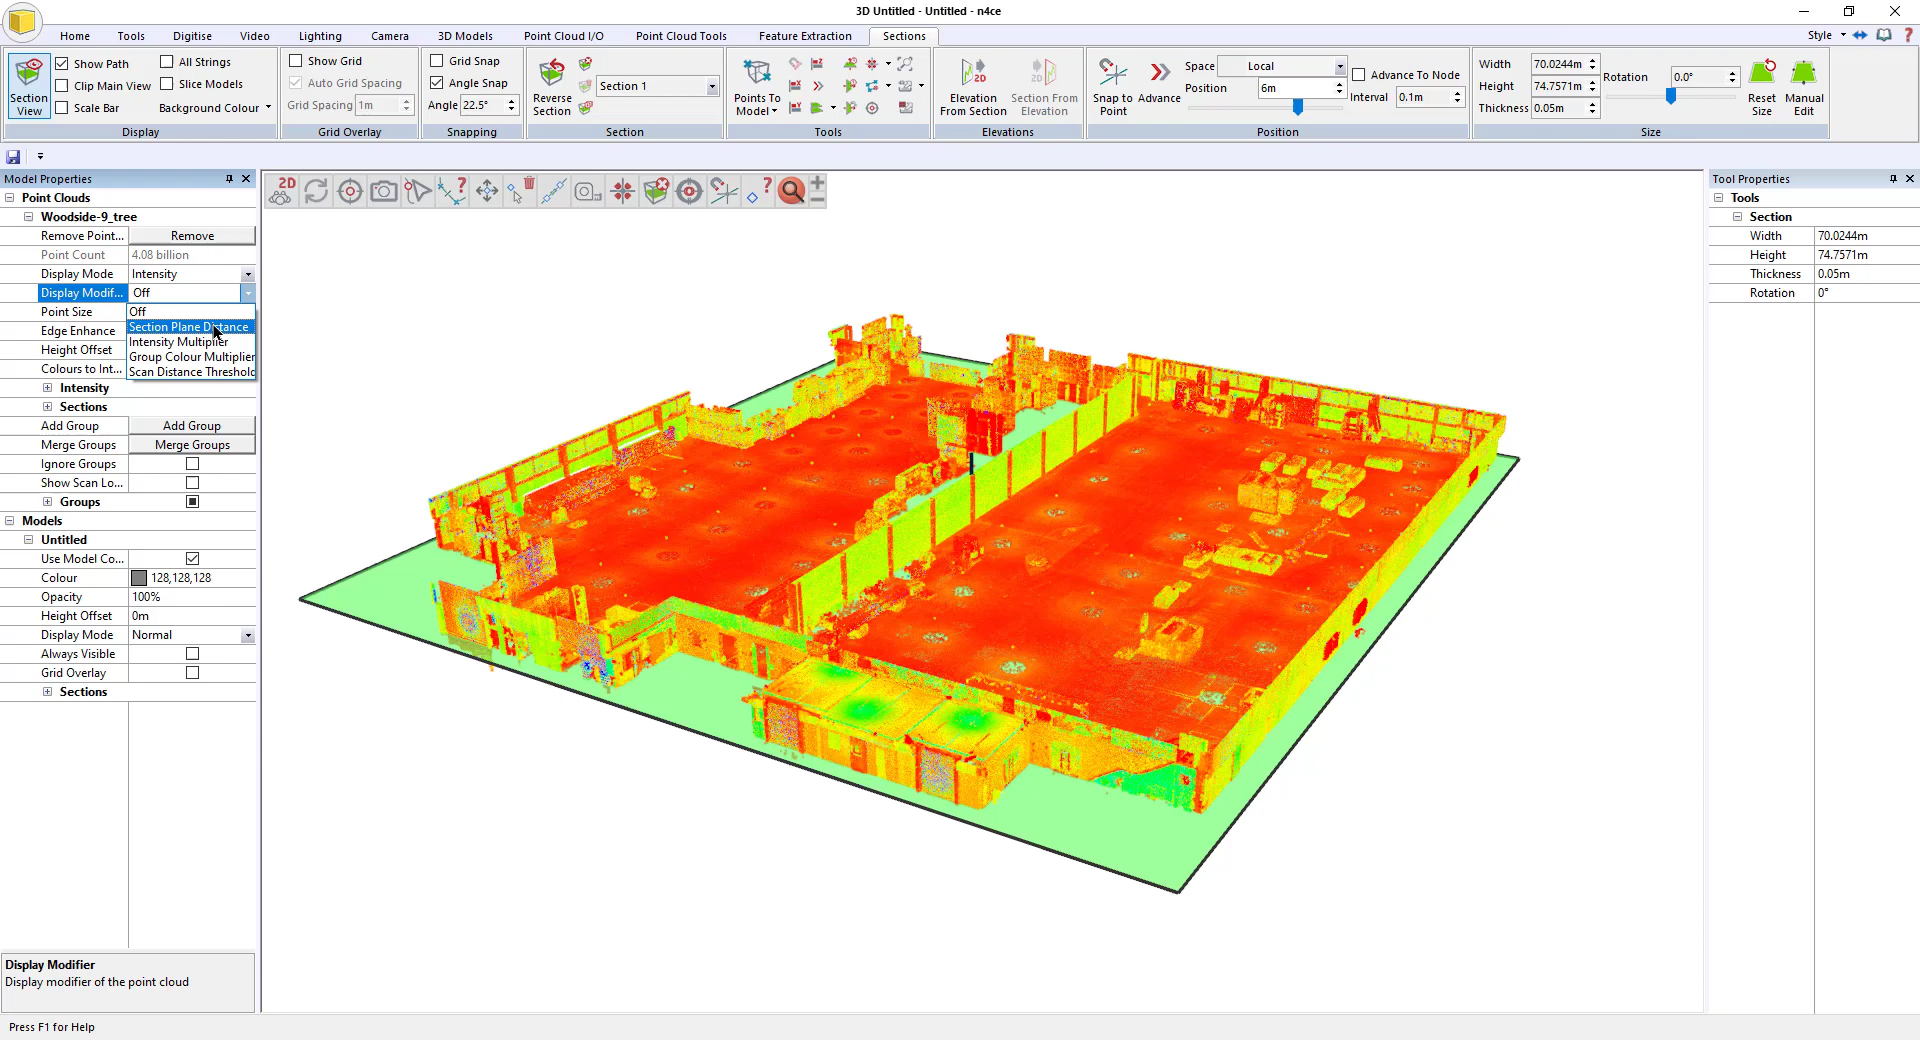 3D Untitled - Untitled - n4ce
Home Tools Digitise Video Lighting Camera 3D Models Point Cloud I/O Point Cloud Tools Feature Extraction Sections Style
Section View
Show Path All Strings
Clip Main View Slice Models
Scale Bar Background Colour
Display
Show Grid
Auto Grid Spacing
Grid Spacing 1m
Grid Overlay
Grid Snap
Angle Snap
Angle 22.5°
Snapping
Reverse Section
Section 1
Section
Points To Model
Tools
Elevation From Section
Section From Elevation
Elevations
Snap to Point
Advance
Space Local
Position 6m
Advance To Node
Interval 0.1m
Position
Width 70.0244m
Height 74.7571m
Thickness 0.05m
Rotation 0.0°
Reset Size
Manual Edit
Size
Model Properties
Point Clouds
Woodside-9_tree
Remove Point... Remove
Point Count 4.08 billion
Display Mode Intensity
Display Modif... Off
Point Size Off
Section Plane Distance
Edge Enhance
Intensity Multiplier
Height Offset Group Colour Multiplier
Colours to Int... Scan Distance Threshold
Intensity
Sections
Add Group Add Group
Merge Groups Merge Groups
Ignore Groups
Show Scan Lo...
Groups
Models
Untitled
Use Model Co...
Colour 128,128,128
Opacity 100%
Height Offset 0m
Display Mode Normal
Always Visible
Grid Overlay
Sections
Display Modifier
Display modifier of the point cloud
2D
Tool Properties
Tools
Section
Width 70.0244m
Height 74.7571m
Thickness 0.05m
Rotation 0°
Press F1 for Help